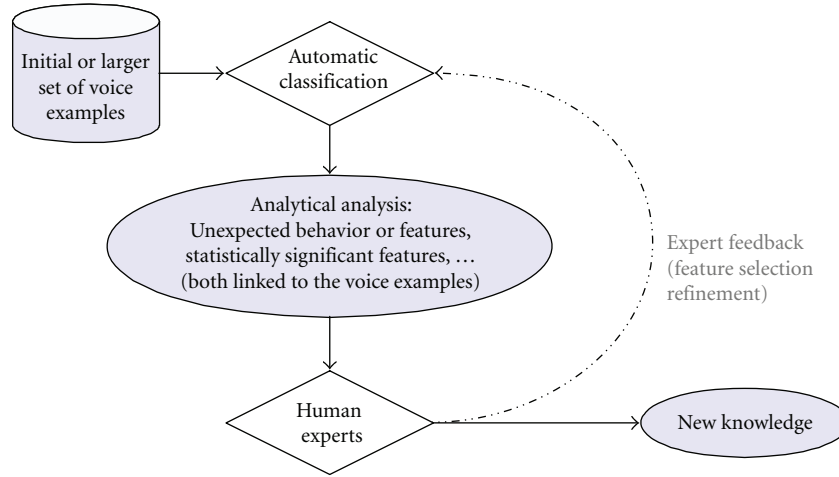 Initial or larger
set of voice
examples
Automatic
classification
Analytical analysis:
Unexpected behavior or features,
statistically significant features, …
(both linked to the voice examples)
Expert feedback
(feature selection
refinement)
Human
experts
New knowledge